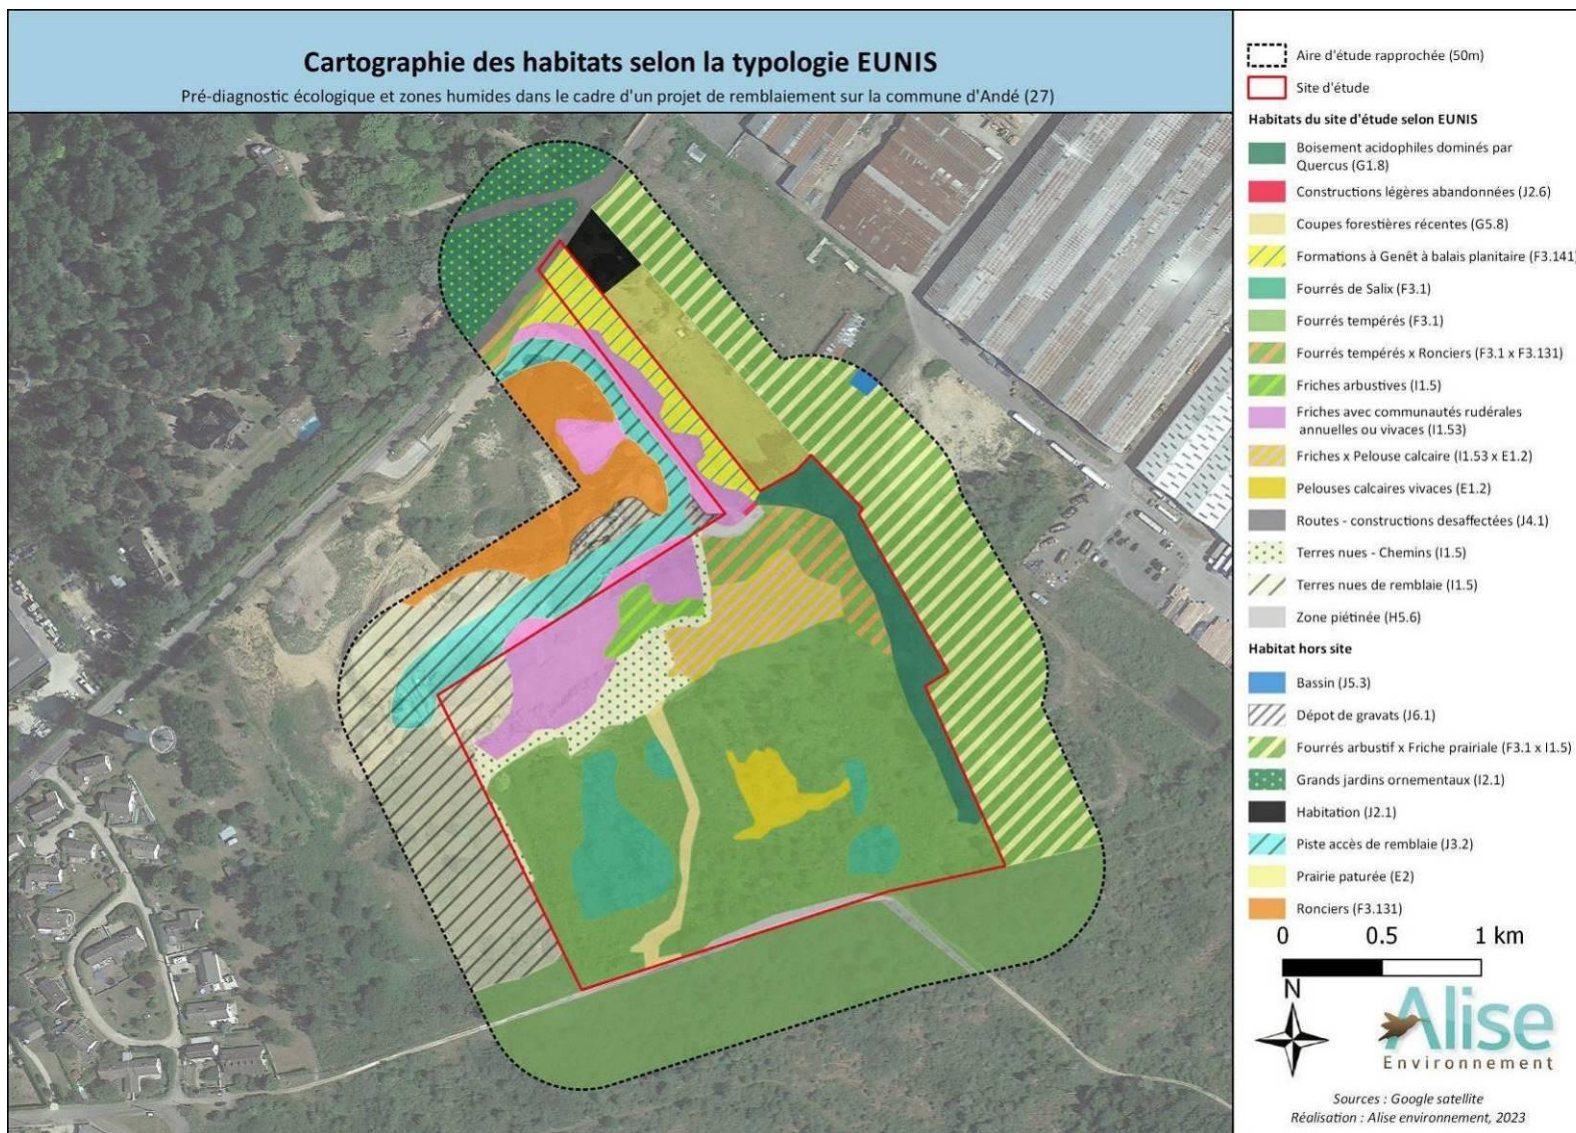 Cartographie des habitats selon la typologie EUNIS
Pré-diagnostic écologique et zones humides dans le cadre d'un projet de remblaiement sur la commune d'Andé (27)
Aire d'étude rapprochée (50m)
Site d'étude
Habitats du site d'étude selon EUNIS
Boisement acidophiles dominés par
Quercus (G1.8)
Constructions légères abandonnées (J2.6)
Coupes forestières récentes (G5.8)
Formations à Genêt à balais planitaire (F3.141)
Fourrés de Salix (F3.1)
Fourrés tempérés (F3.1)
Fourrés tempérés x Ronciers (F3.1 x F3.131)
Friches arbustives (I1.5)
Friches avec communautés rudérales
annuelles ou vivaces (I1.53)
Friches x Pelouse calcaire (I1.53 x E1.2)
Pelouses calcaires vivaces (E1.2)
Routes - constructions desaffectées (J4.1)
Terres nues - Chemins (I1.5)
Terres nues de remblaie (I1.5)
Zone piétinée (H5.6)
Habitat hors site
Bassin (J5.3)
Dépot de gravats (J6.1)
Fourrés arbustif x Friche prairiale (F3.1 x I1.5)
Grands jardins ornementaux (I2.1)
Habitation (J2.1)
Piste accès de remblaie (J3.2)
Prairie paturée (E2)
Ronciers (F3.131)
0 0.5 1 km
N
Alise
Environnement
Sources : Google satellite
Réalisation : Alise environnement, 2023